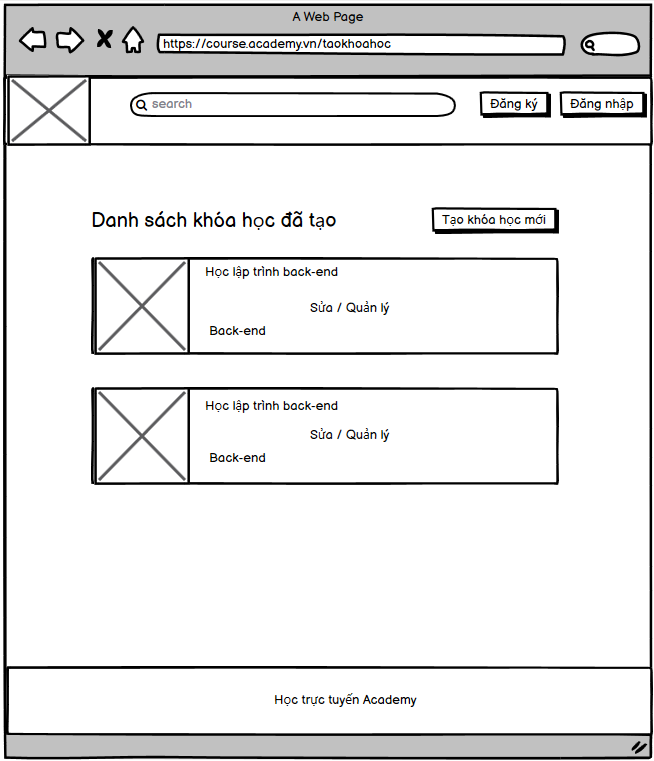 A Web Page
https://course.academy.vn/taokhoahoc
search
Đăng ký
Đăng nhập
Danh sách khóa học đã tạo
Tạo khóa học mới
Học lập trình back-end
Sửa / Quản lý
Back-end
Học lập trình back-end
Sửa / Quản lý
Back-end
Học trực tuyến Academy